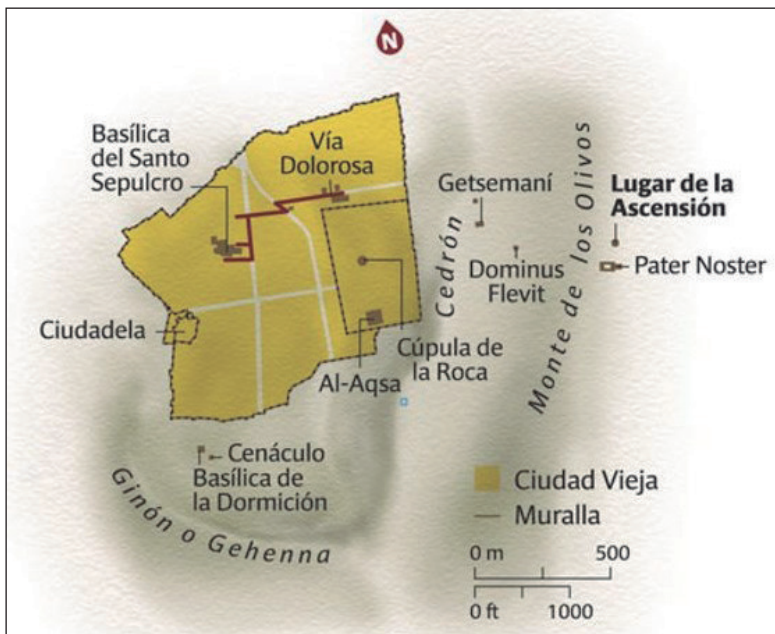 N
Basílica
del Santo
Sepulcro
Vía
Dolorosa
Getsemaní
Lugar de la
Ascensión
Pater Noster
Dominus
Flevit
Cedrón
Monte de los Olivos
Ciudadela
Al-Aqsa
Cúpula de
la Roca
Cenáculo
Basílica de
la Dormición
Ginón o Gehenna
Ciudad Vieja
Muralla
0 m 500
0 ft 1000